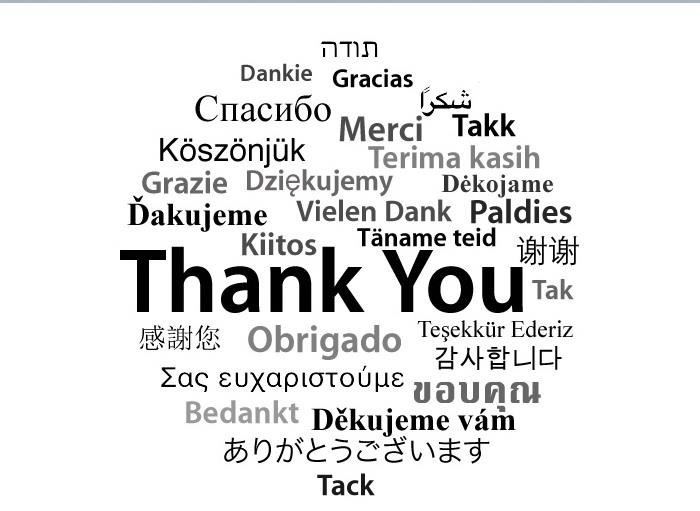 תודה
Dankie Gracias
Спасибо شكرًا
Merci Takk
Köszönjük Terima kasih
Grazie Dziękujemy Dėkojame
Ďakujeme Vielen Dank Paldies
Kiitos Täname teid 谢谢
Thank You Tak
感謝您 Obrigado Teşekkür Ederiz
감사합니다
Σας ευχαριστούμε ขอบคุณ
Bedankt Děkujeme vám
ありがとうございます
Tack